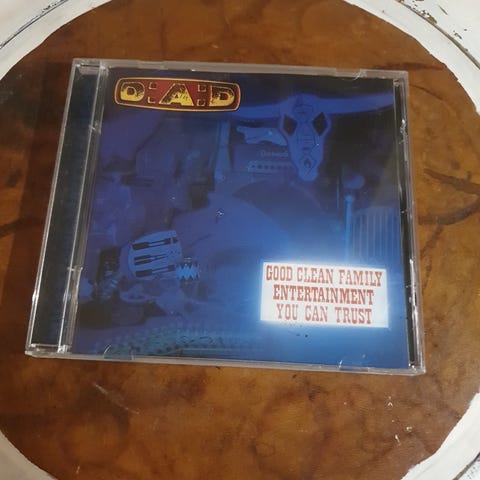 D:A:D
GOOD CLEAN FAMILY
ENTERTAINMENT
YOU CAN TRUST